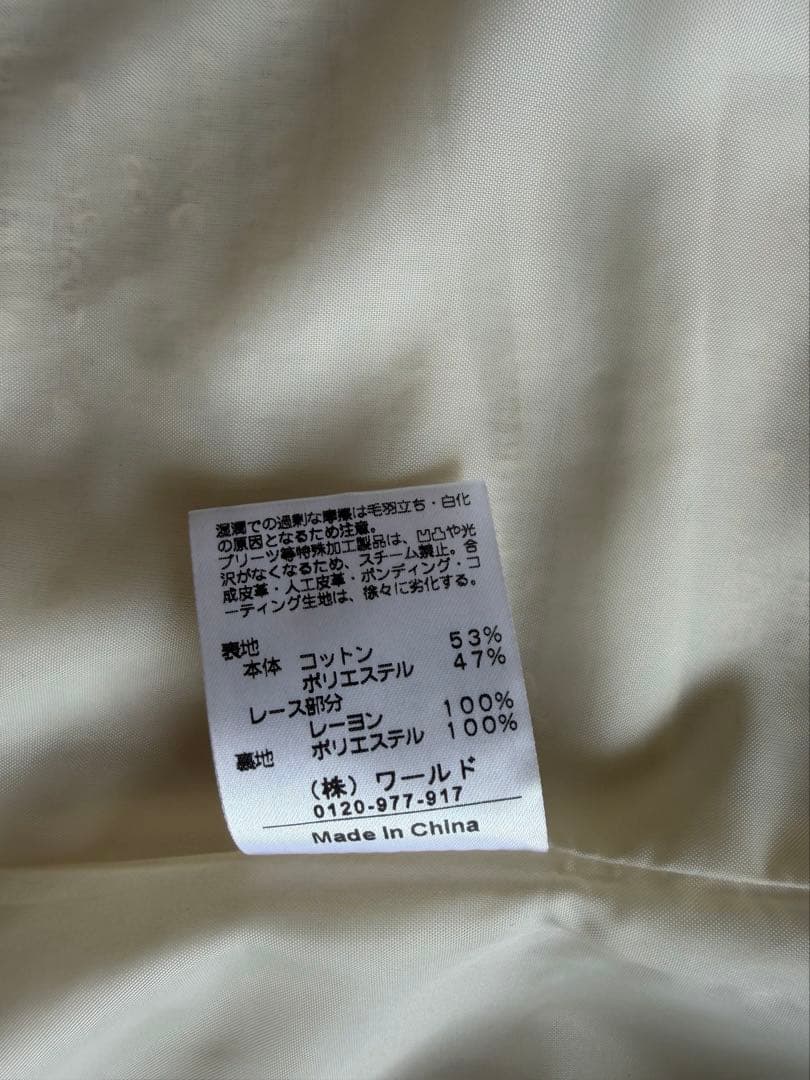 湿潤での過剰な摩擦は毛羽立ち・白化
の原因となるため注意。
プリーツ等特殊加工製品は、凹凸や光
沢がなくなるため、スチーム禁止。合
成皮革・人工皮革・ボンディング・コ
ーティング生地は、徐々に劣化する。
表地
本体 コットン 53%
ポリエステル 47%
レース部分
レーヨン 100%
裏地 ポリエステル 100%
(株) ワールド
0120-977-917
Made In China